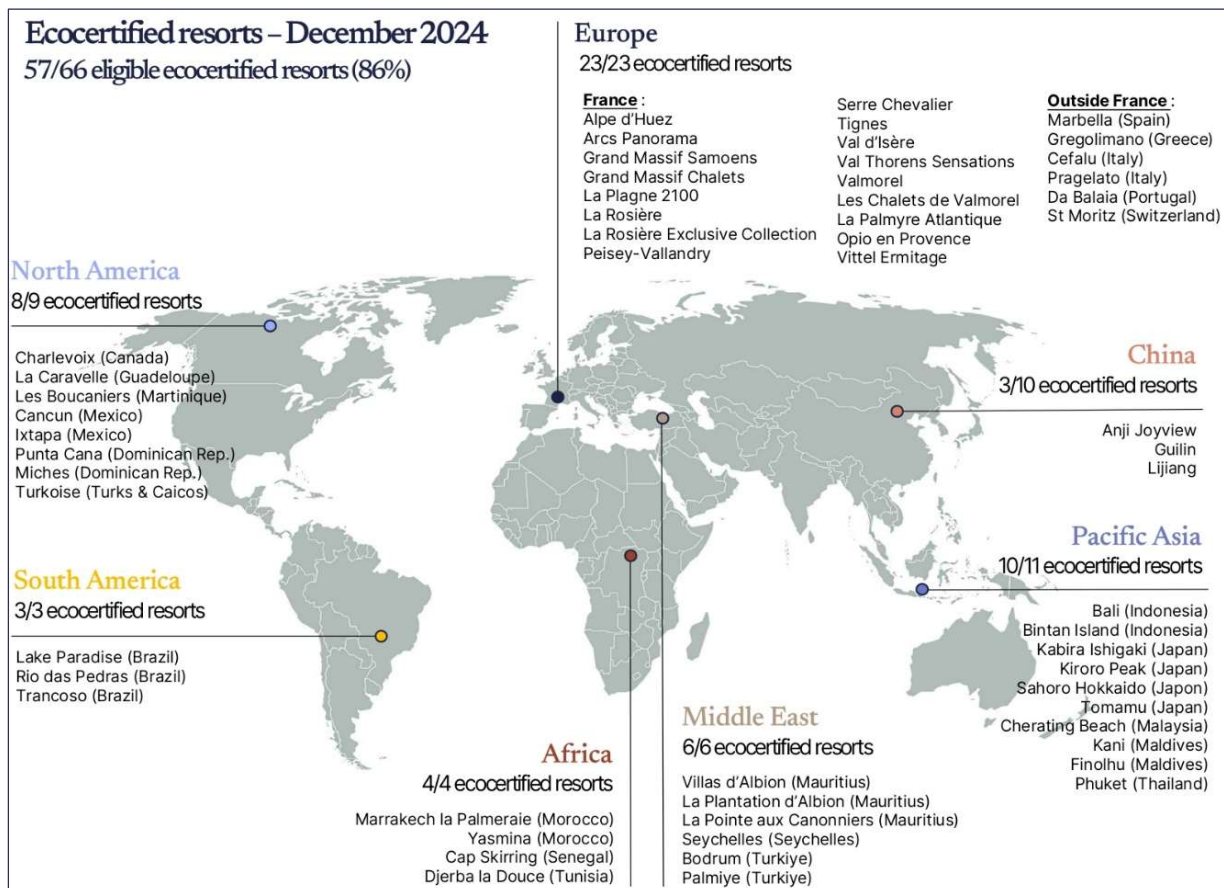 Ecocertified resorts – December 2024
57/66 eligible ecocertified resorts (86%)
Europe
23/23 ecocertified resorts
France :
Alpe d'Huez
Arcs Panorama
Grand Massif Samoens
Grand Massif Chalets
La Plagne 2100
La Rosière
La Rosière Exclusive Collection
Peisey-Vallandry
Serre Chevalier
Tignes
Val d'Isère
Val Thorens Sensations
Valmorel
Les Chalets de Valmorel
La Palmyre Atlantique
Opio en Provence
Vittel Ermitage
Outside France :
Marbella (Spain)
Gregolimano (Greece)
Cefalu (Italy)
Pragelato (Italy)
Da Balaia (Portugal)
St Moritz (Switzerland)
North America
8/9 ecocertified resorts
Charlevoix (Canada)
La Caravelle (Guadeloupe)
Les Boucaniers (Martinique)
Cancun (Mexico)
Ixtapa (Mexico)
Punta Cana (Dominican Rep.)
Miches (Dominican Rep.)
Turkoise (Turks & Caicos)
China
3/10 ecocertified resorts
Anji Joyview
Guilin
Lijiang
South America
3/3 ecocertified resorts
Lake Paradise (Brazil)
Rio das Pedras (Brazil)
Trancoso (Brazil)
Pacific Asia
10/11 ecocertified resorts
Bali (Indonesia)
Bintan Island (Indonesia)
Kabira Ishigaki (Japan)
Kiroro Peak (Japan)
Sahoro Hokkaido (Japon)
Tomamu (Japan)
Cherating Beach (Malaysia)
Kani (Maldives)
Finolhu (Maldives)
Phuket (Thailand)
Africa
4/4 ecocertified resorts
Marrakech la Palmeraie (Morocco)
Yasmina (Morocco)
Cap Skirring (Senegal)
Djerba la Douce (Tunisia)
Middle East
6/6 ecocertified resorts
Villas d'Albion (Mauritius)
La Plantation d'Albion (Mauritius)
La Pointe aux Canonniers (Mauritius)
Seychelles (Seychelles)
Bodrum (Turkiye)
Palmiye (Turkiye)